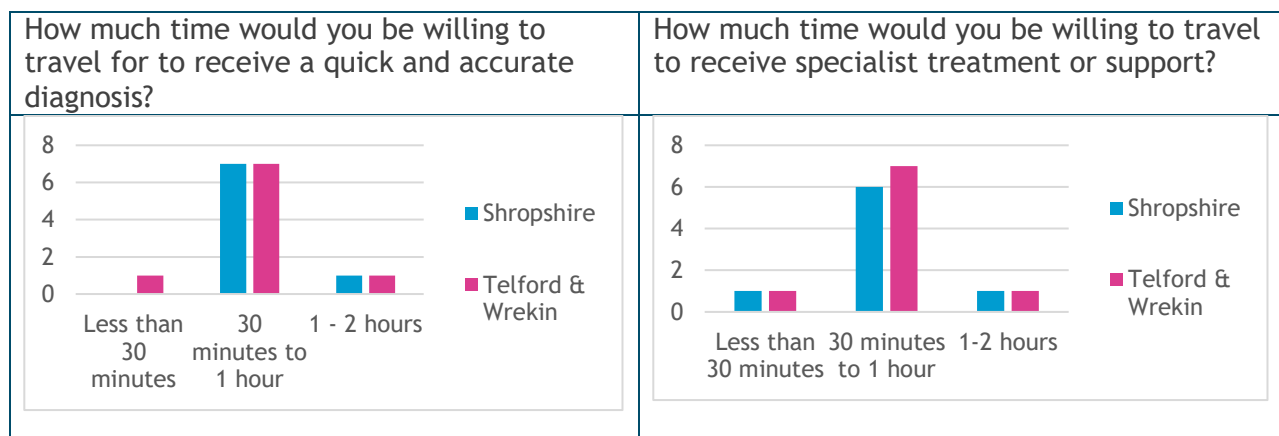 How much time would you be willing to
travel for to receive a quick and accurate
diagnosis?
How much time would you be willing to travel
to receive specialist treatment or support?
8
6
4
2
0
Less than
30
minutes
30
minutes to
1 hour
1 - 2 hours
Shropshire
Telford &
Wrekin
8
6
4
2
0
Less than
30 minutes
30 minutes
to 1 hour
1-2 hours
Shropshire
Telford &
Wrekin